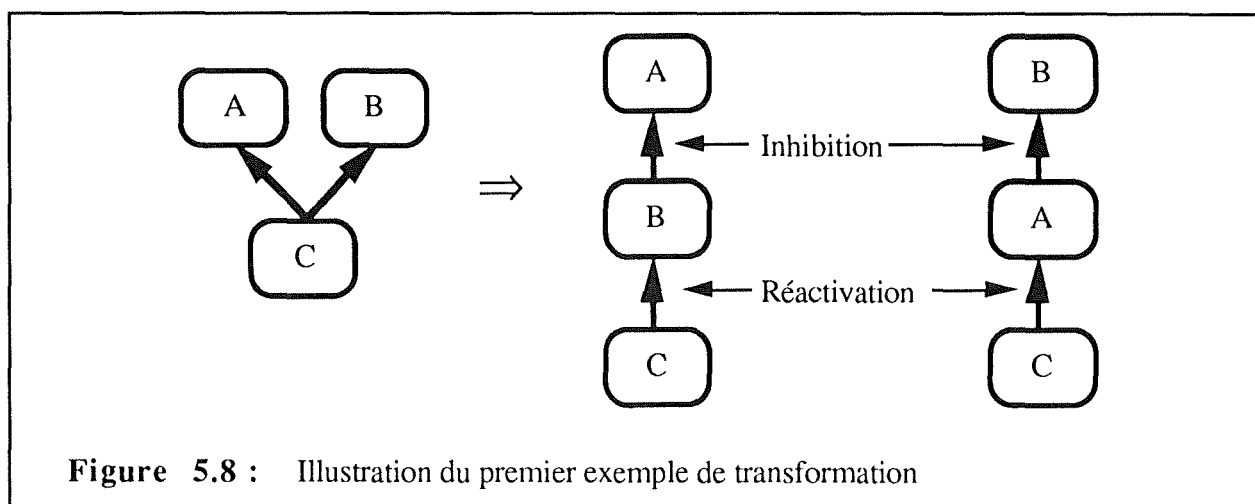 A B
A B
Inhibition
⇒
B A
C
Réactivation
C C
Figure 5.8 : Illustration du premier exemple de transformation